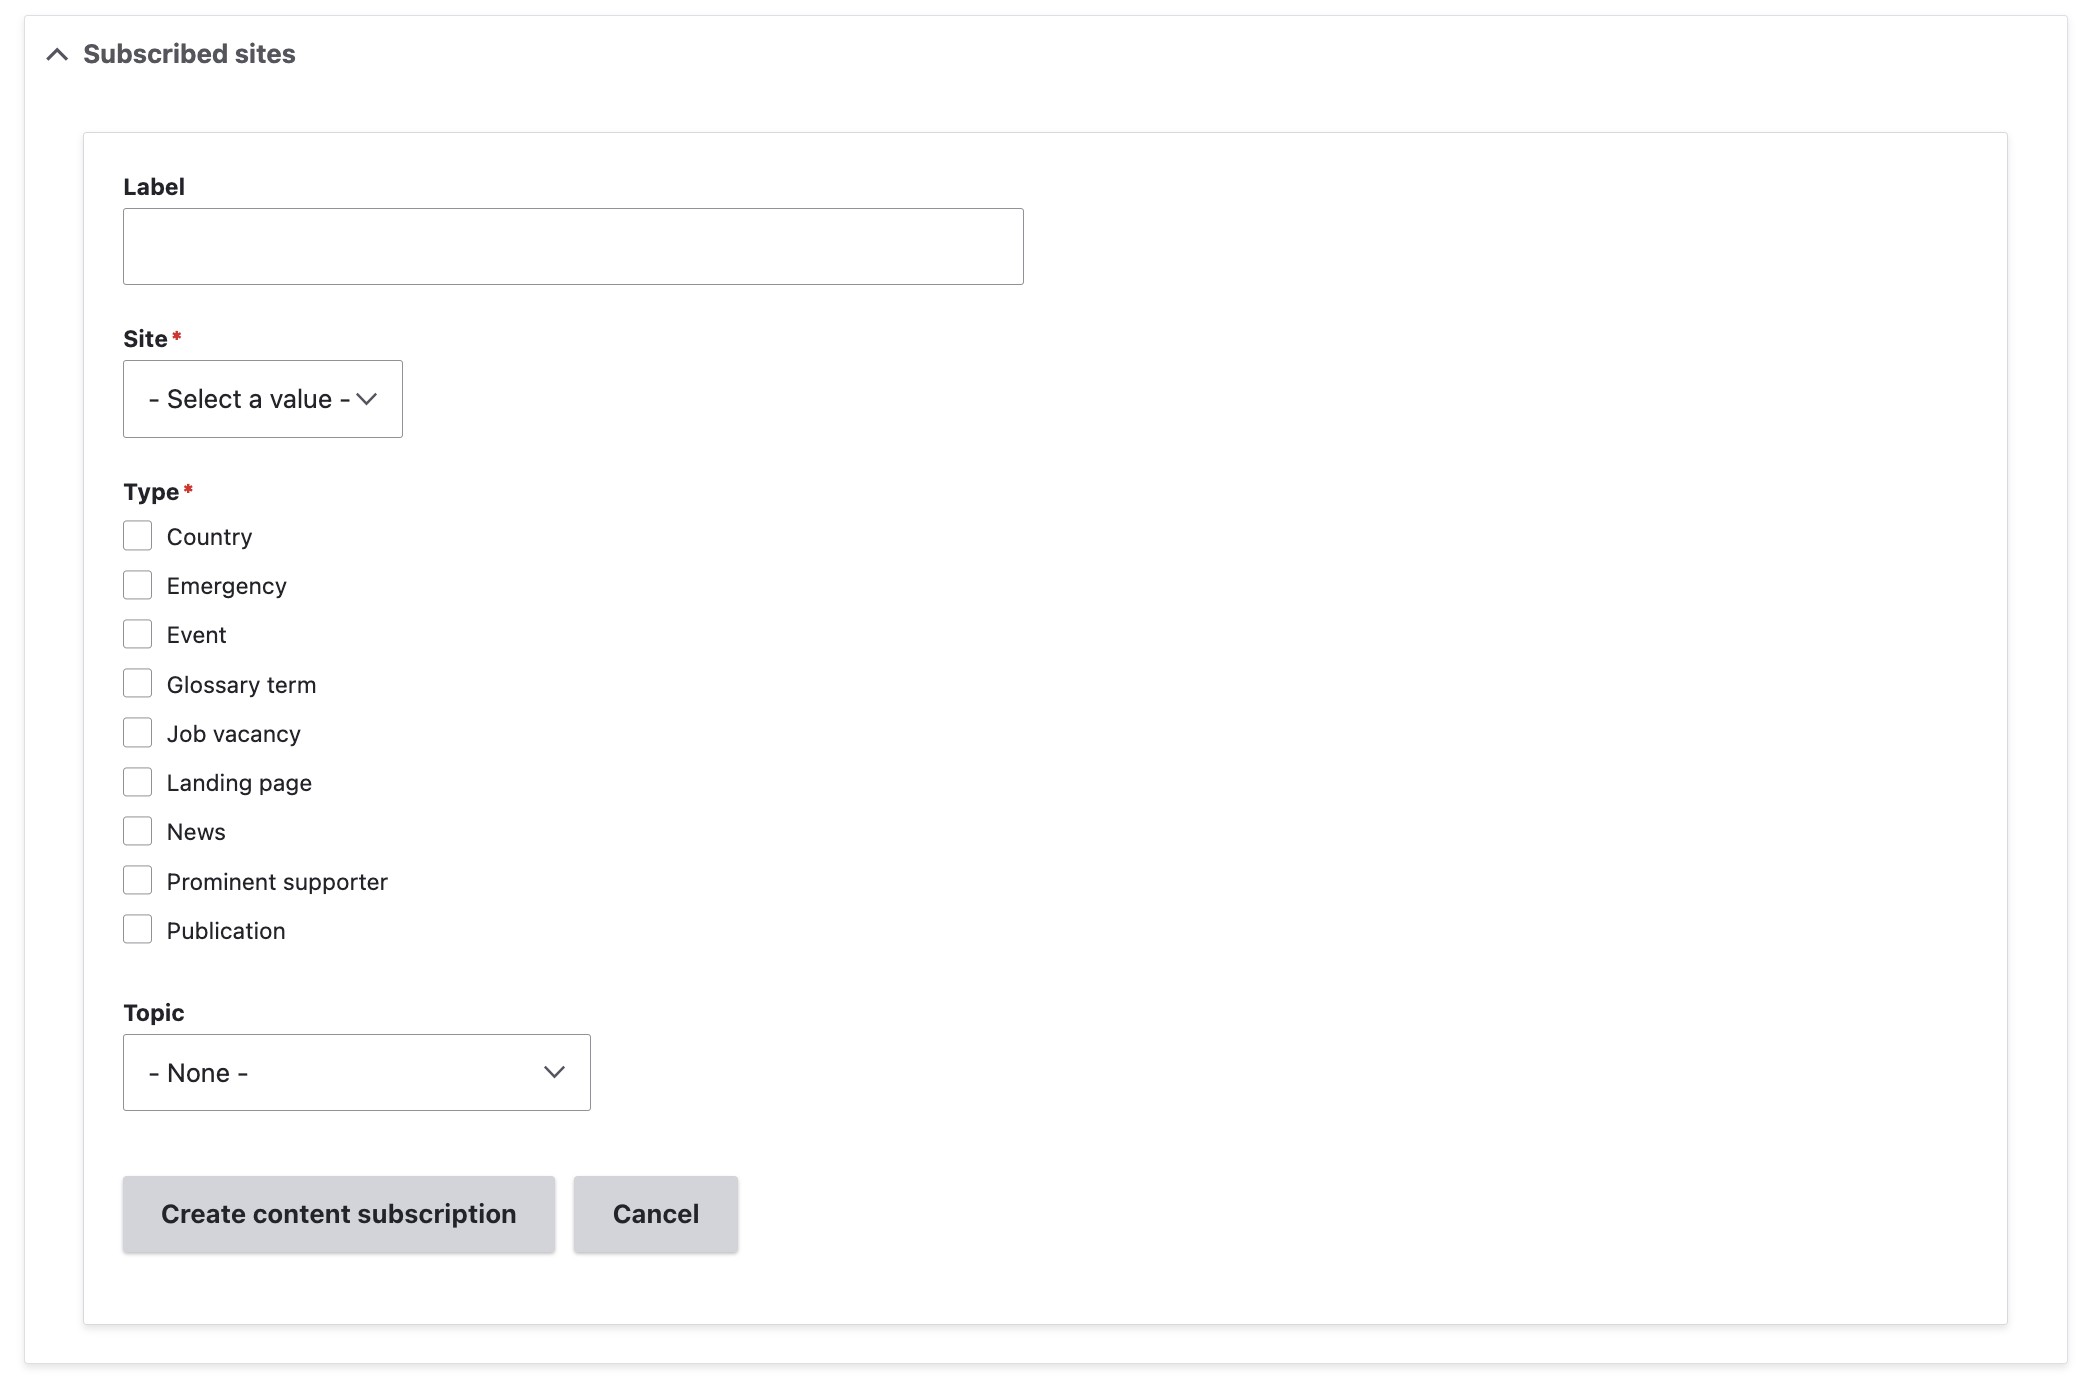 Subscribed sites
Label
Site*
- Select a value -
Type*
Country
Emergency
Event
Glossary term
Job vacancy
Landing page
News
Prominent supporter
Publication
Topic
- None -
Create content subscription Cancel